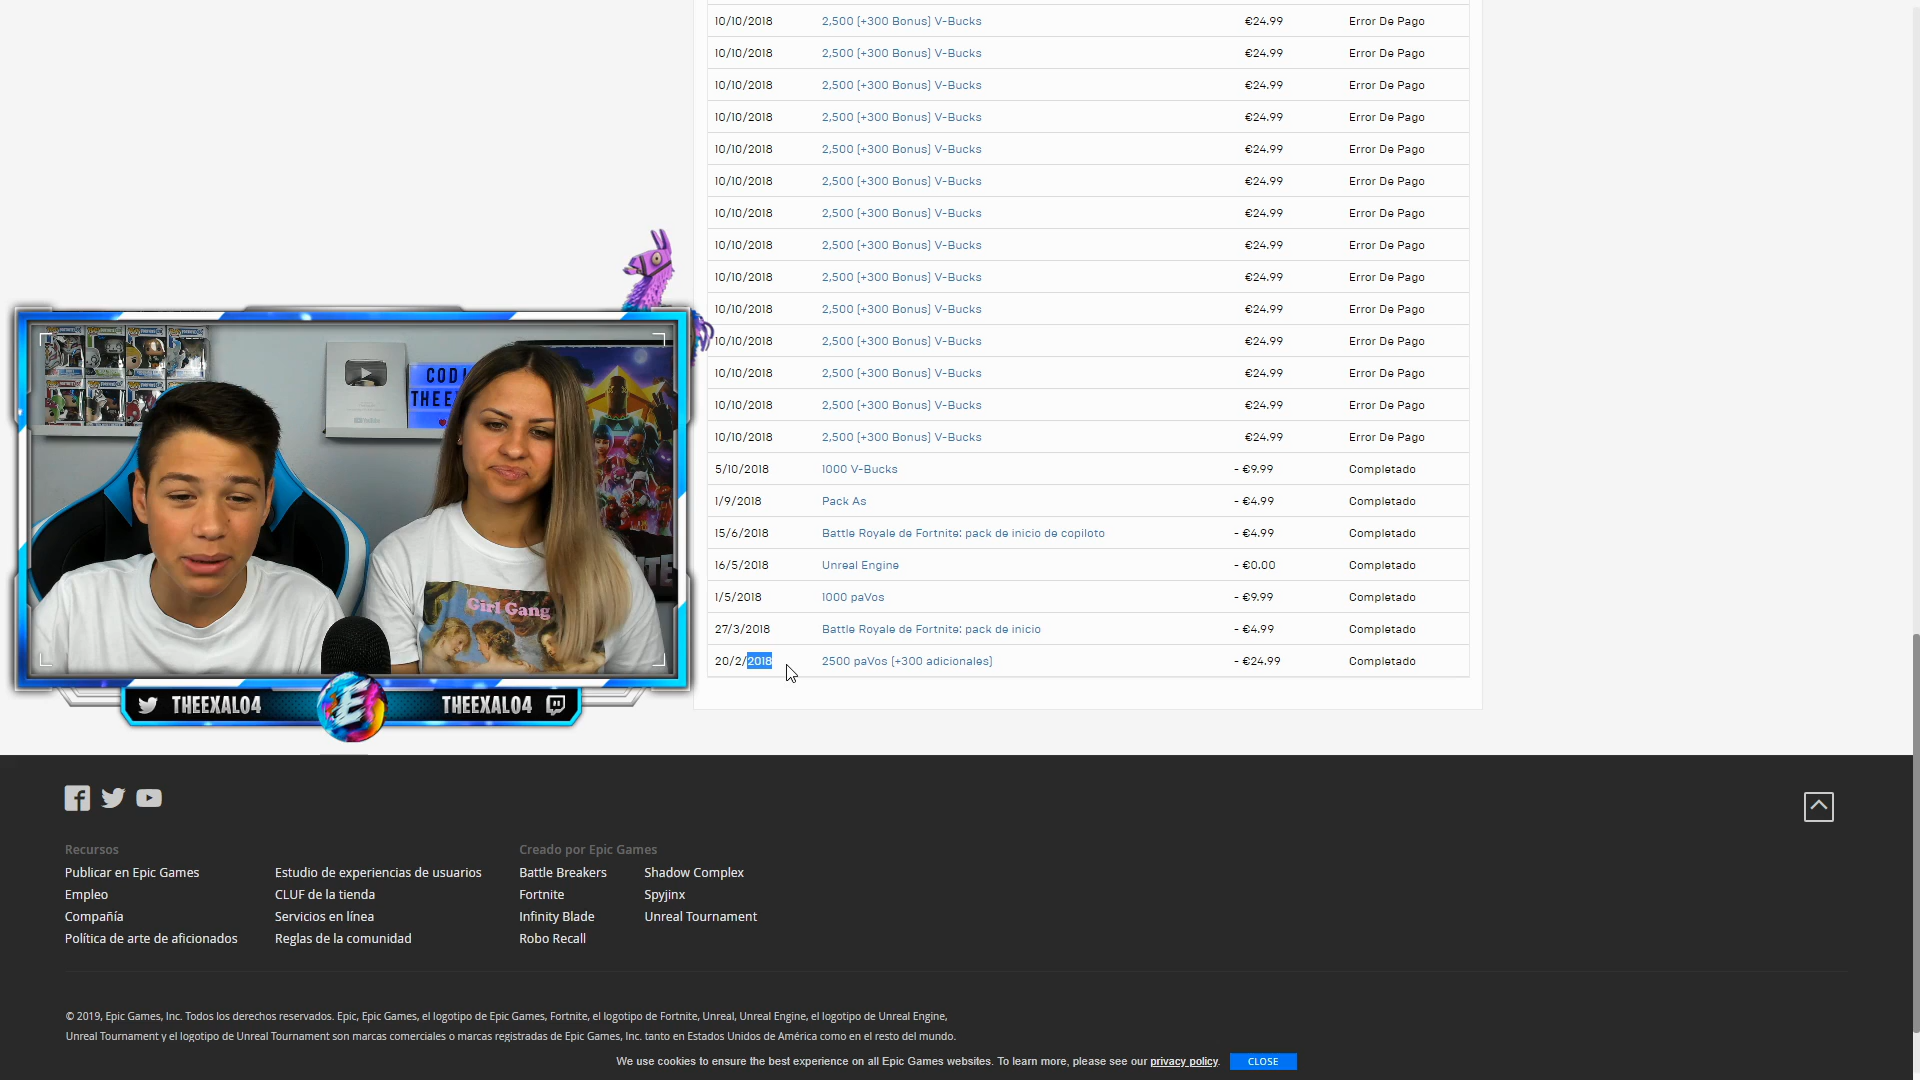 10/10/2018 2,500 (+300 Bonus) V-Bucks €24.99 Error De Pago
10/10/2018 2,500 (+300 Bonus) V-Bucks €24.99 Error De Pago
10/10/2018 2,500 (+300 Bonus) V-Bucks €24.99 Error De Pago
10/10/2018 2,500 (+300 Bonus) V-Bucks €24.99 Error De Pago
10/10/2018 2,500 (+300 Bonus) V-Bucks €24.99 Error De Pago
10/10/2018 2,500 (+300 Bonus) V-Bucks €24.99 Error De Pago
10/10/2018 2,500 (+300 Bonus) V-Bucks €24.99 Error De Pago
10/10/2018 2,500 (+300 Bonus) V-Bucks €24.99 Error De Pago
10/10/2018 2,500 (+300 Bonus) V-Bucks €24.99 Error De Pago
10/10/2018 2,500 (+300 Bonus) V-Bucks €24.99 Error De Pago
10/10/2018 2,500 (+300 Bonus) V-Bucks €24.99 Error De Pago
10/10/2018 2,500 (+300 Bonus) V-Bucks €24.99 Error De Pago
10/10/2018 2,500 (+300 Bonus) V-Bucks €24.99 Error De Pago
10/10/2018 2,500 (+300 Bonus) V-Bucks €24.99 Error De Pago
5/10/2018 1000 V-Bucks - €9.99 Completado
1/9/2018 Pack As - €4.99 Completado
15/6/2018 Battle Royale de Fortnite: pack de inicio de copiloto - €4.99 Completado
16/5/2018 Unreal Engine - €0.00 Completado
1/5/2018 1000 paVos - €9.99 Completado
27/3/2018 Battle Royale de Fortnite: pack de inicio - €4.99 Completado
20/2/2018 2500 paVos (+300 adicionales) - €24.99 Completado
Girl Gang
THEEXAL04 THEEXAL04
Recursos
Publicar en Epic Games
Empleo
Compañía
Política de arte de aficionados
Estudio de experiencias de usuarios
CLUF de la tienda
Servicios en línea
Reglas de la comunidad
Creado por Epic Games
Battle Breakers
Fortnite
Infinity Blade
Robo Recall
Shadow Complex
Spyjinx
Unreal Tournament
© 2019, Epic Games, Inc. Todos los derechos reservados. Epic, Epic Games, el logotipo de Epic Games, Fortnite, el logotipo de Fortnite, Unreal, Unreal Engine, el logotipo de Unreal Engine,
Unreal Tournament y el logotipo de Unreal Tournament son marcas comerciales o marcas registradas de Epic Games, Inc. tanto en Estados Unidos de América como en el resto del mundo.
We use cookies to ensure the best experience on all Epic Games websites. To learn more, please see our privacy policy. CLOSE